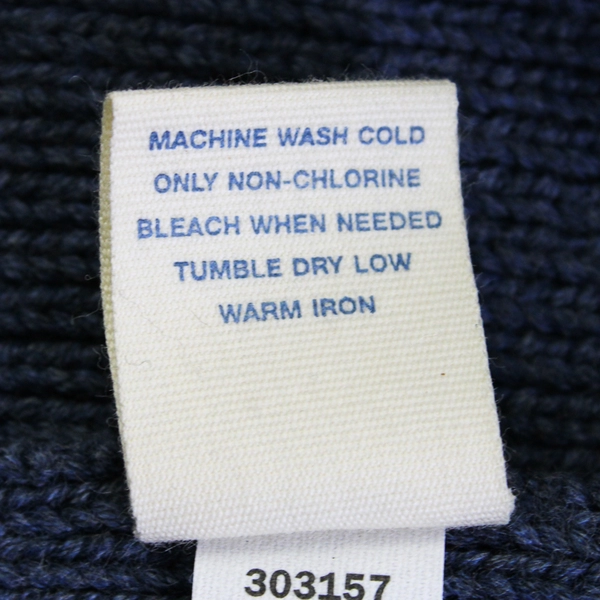 MACHINE WASH COLD
ONLY NON-CHLORINE
BLEACH WHEN NEEDED
TUMBLE DRY LOW
WARM IRON
303157